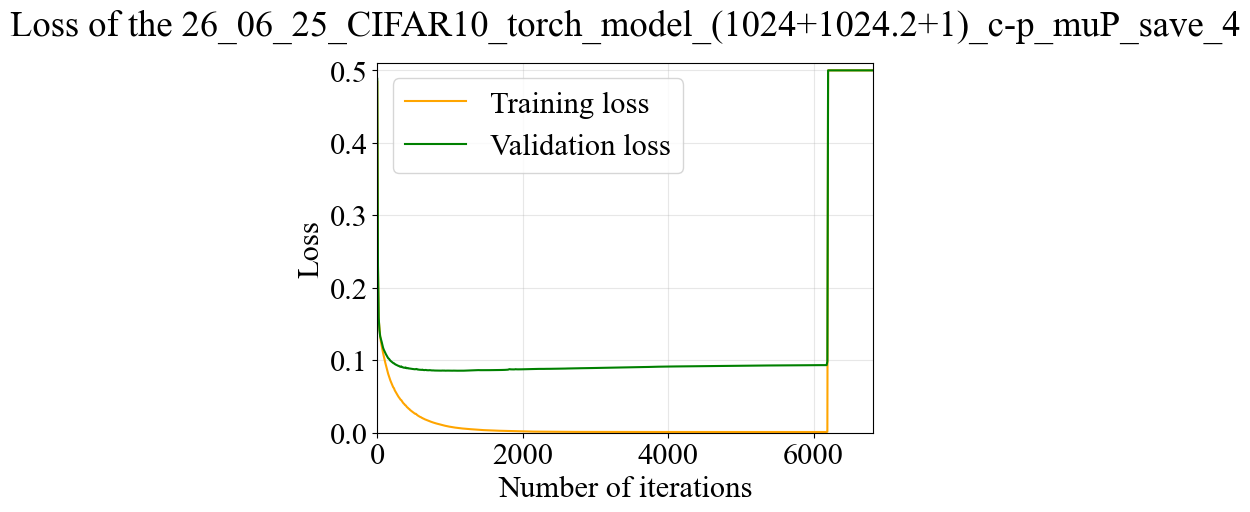 Loss of the 26_06_25_CIFAR10_torch_model_(1024+1024.2+1)_c-p_muP_save_4
0.5
0.4
0.3
0.2
0.1
0.0
Loss
Training loss
Validation loss
0 2000 4000 6000
Number of iterations